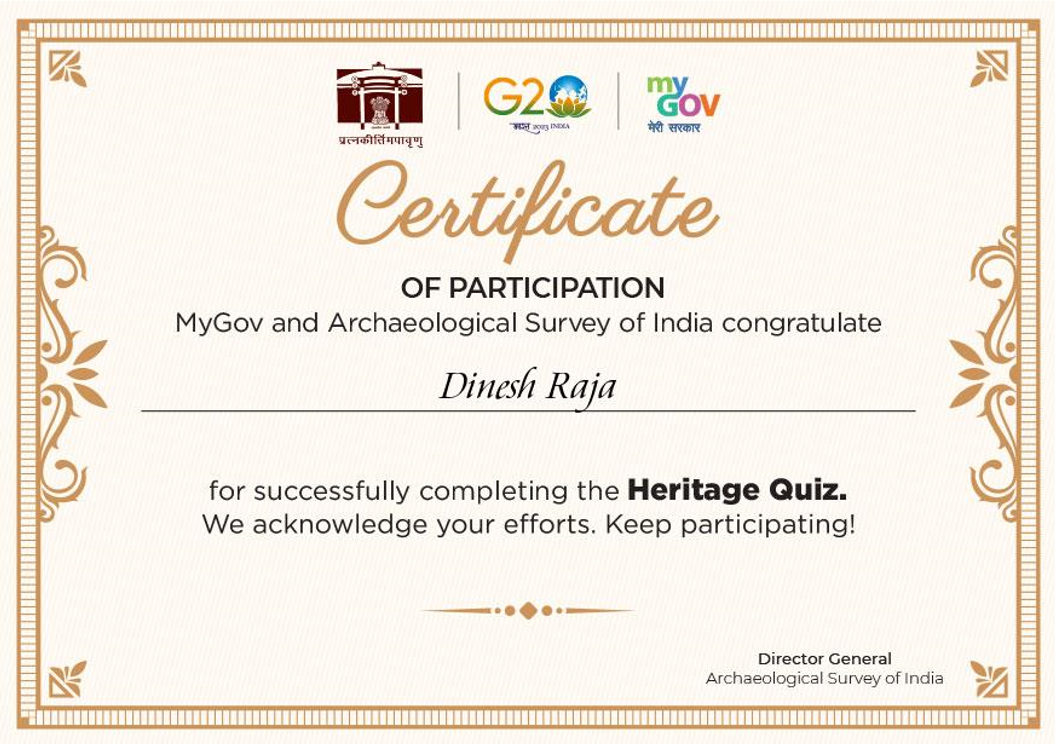 प्रत्नकीर्तिमपावृणु
G20
भारत 2023 INDIA
my
GOV
मेरी सरकार
Certificate
OF PARTICIPATION
MyGov and Archaeological Survey of India congratulate
Dinesh Raja
for successfully completing the Heritage Quiz.
We acknowledge your efforts. Keep participating!
Director General
Archaeological Survey of India